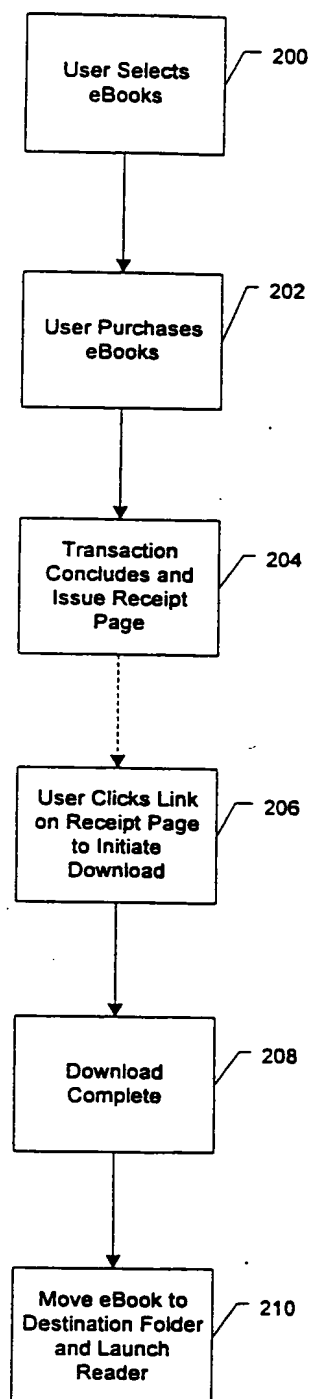 User Selects
eBooks
200
User Purchases
eBooks
202
Transaction
Concludes and
Issue Receipt
Page
204
User Clicks Link
on Receipt Page
to Initiate
Download
206
Download
Complete
208
Move eBook to
Destination Folder
and Launch
Reader
210